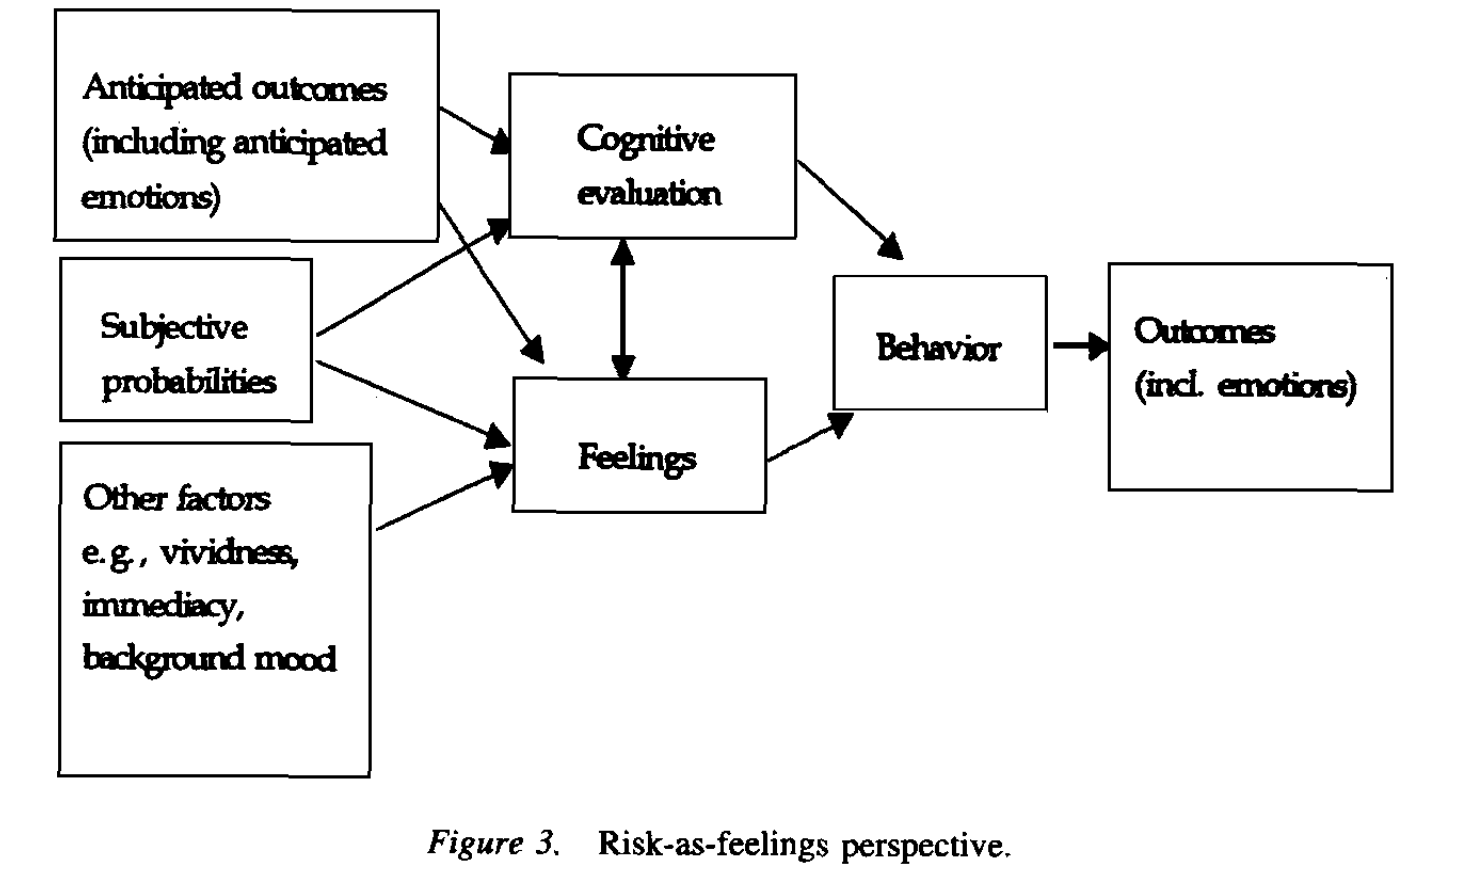 Anticipated outcomes
(including anticipated
emotions)
Cognitive
evaluation
Subjective
probabilities
Behavior
Outcomes
(incl. emotions)
Feelings
Other factors
e.g., vividness,
immediacy,
background mood
Figure 3. Risk-as-feelings perspective.